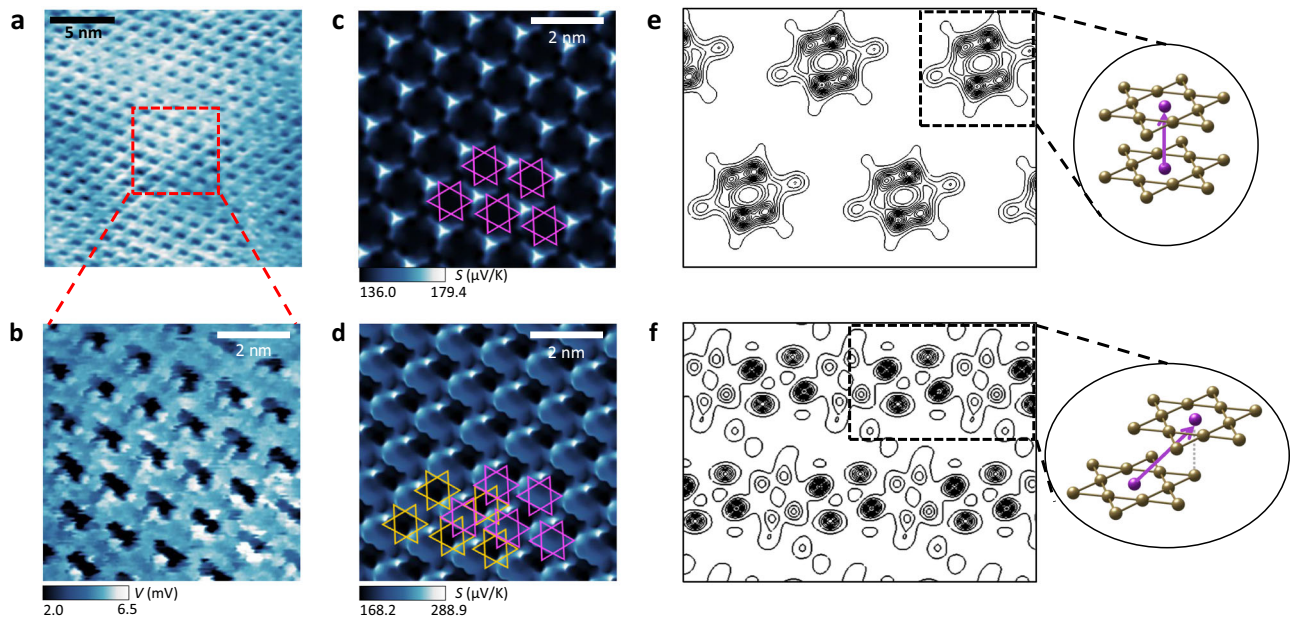 a
5 nm
c
2 nm
S (µV/K)
136.0
179.4
e
b
2 nm
V (mV)
2.0
6.5
d
2 nm
S (µV/K)
168.2
288.9
f